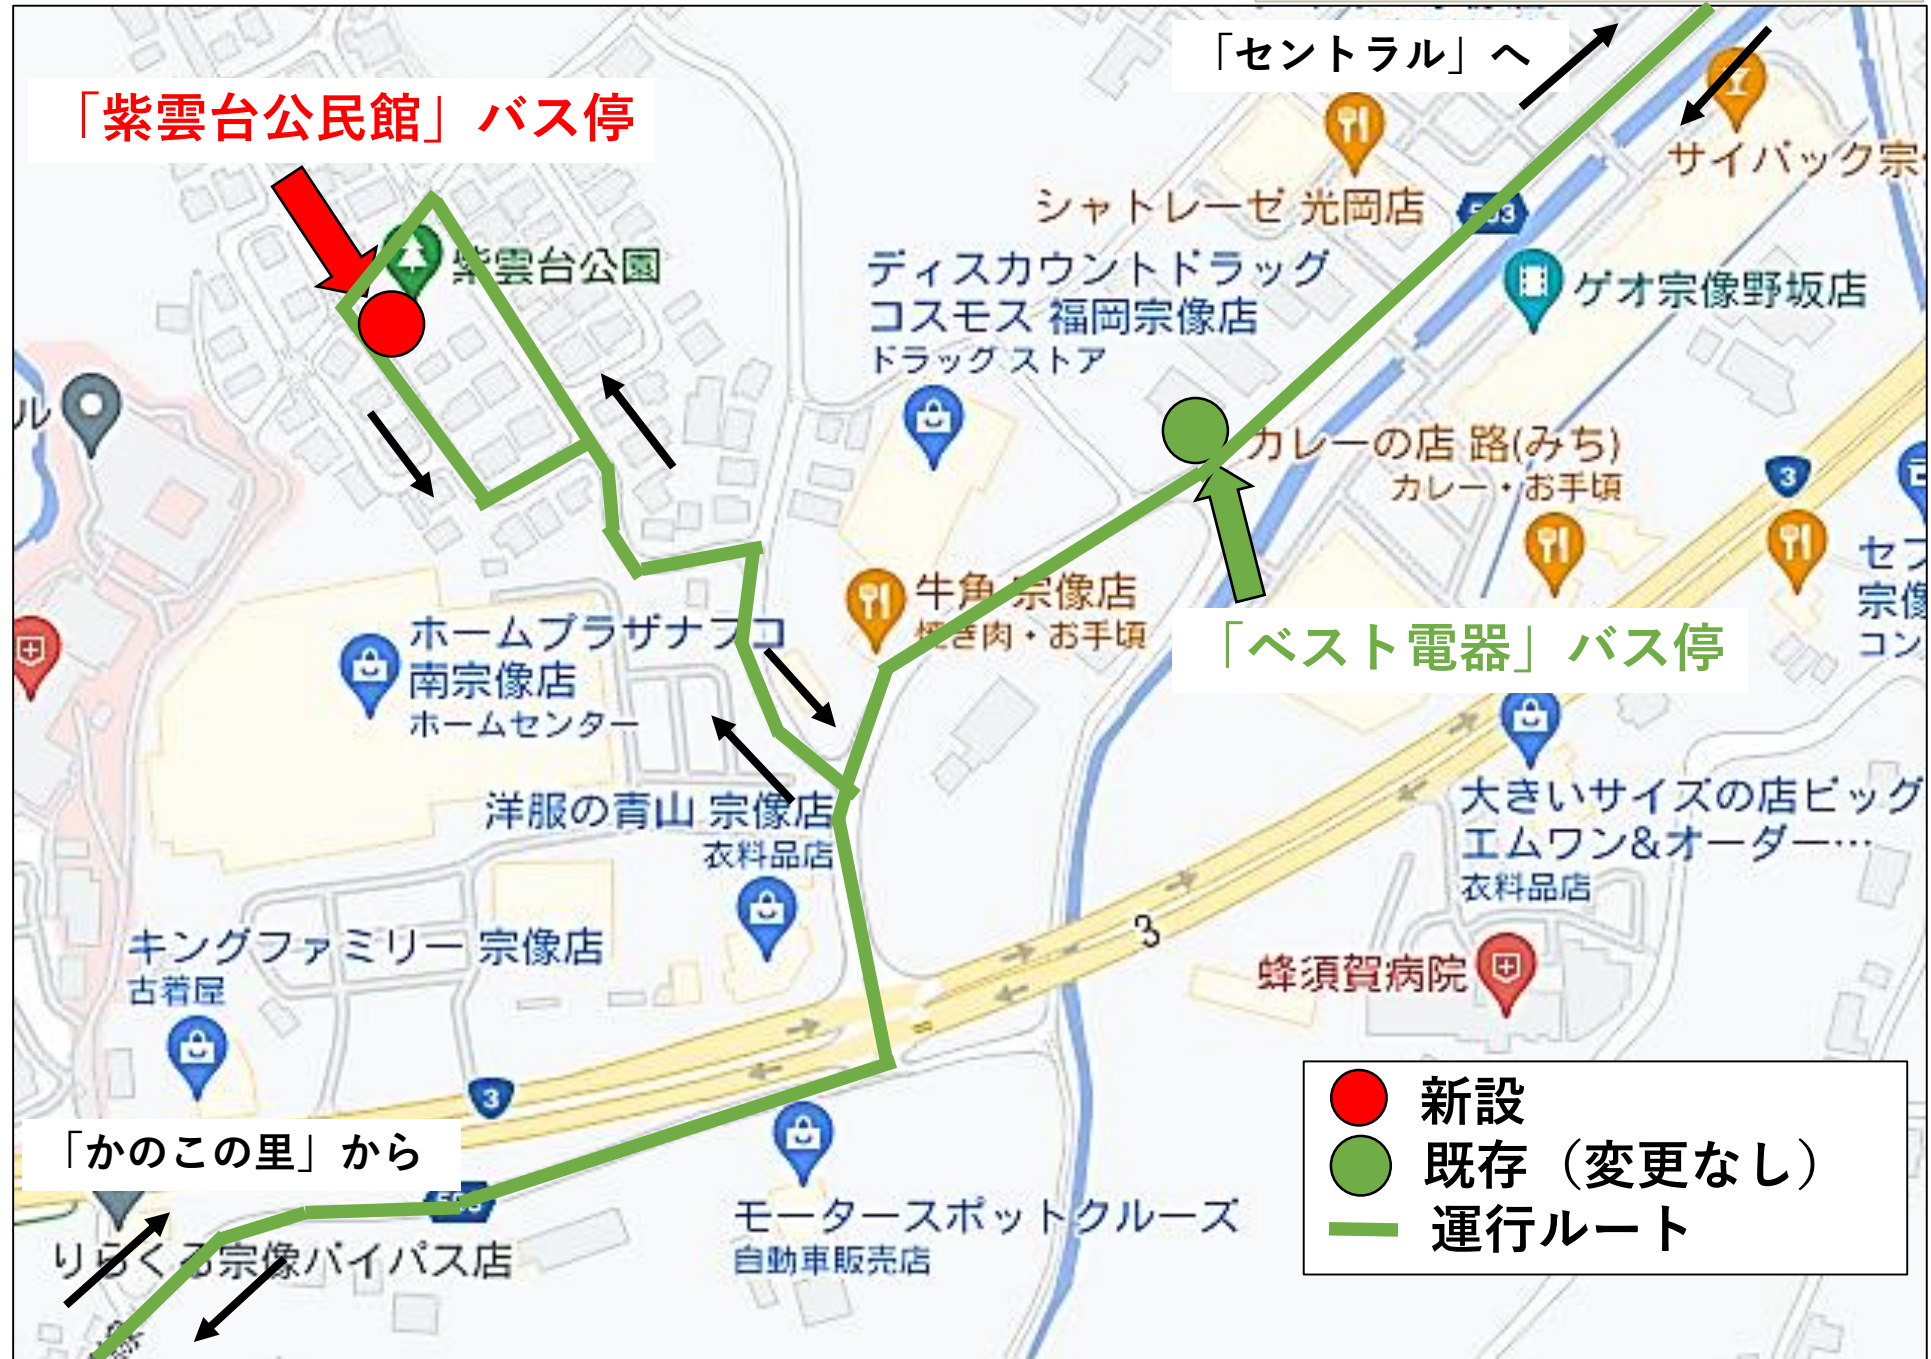 「セントラル」へ
「紫雲台公民館」バス停
サイバック宗
シャトレーゼ 光岡店
503
紫雲台公園
ディスカウントドラッグ
コスモス 福岡宗像店
ドラッグストア
ゲオ宗像野坂店
ル
カレーの店 路(みち)
カレー・お手頃
3
セブ
宗像
コン
牛角 宗像店
焼き肉・お手頃
ホームプラザナフコ
南宗像店
ホームセンター
「ベスト電器」バス停
洋服の青山 宗像店
衣料品店
大きいサイズの店ビッグ
エムワン&オーダー…
衣料品店
キングファミリー 宗像店
古着屋
3
蜂須賀病院
3
「かのこの里」から
モータースポットクルーズ
自動車販売店
りらくる宗像バイパス店
新設
既存（変更なし）
運行ルート